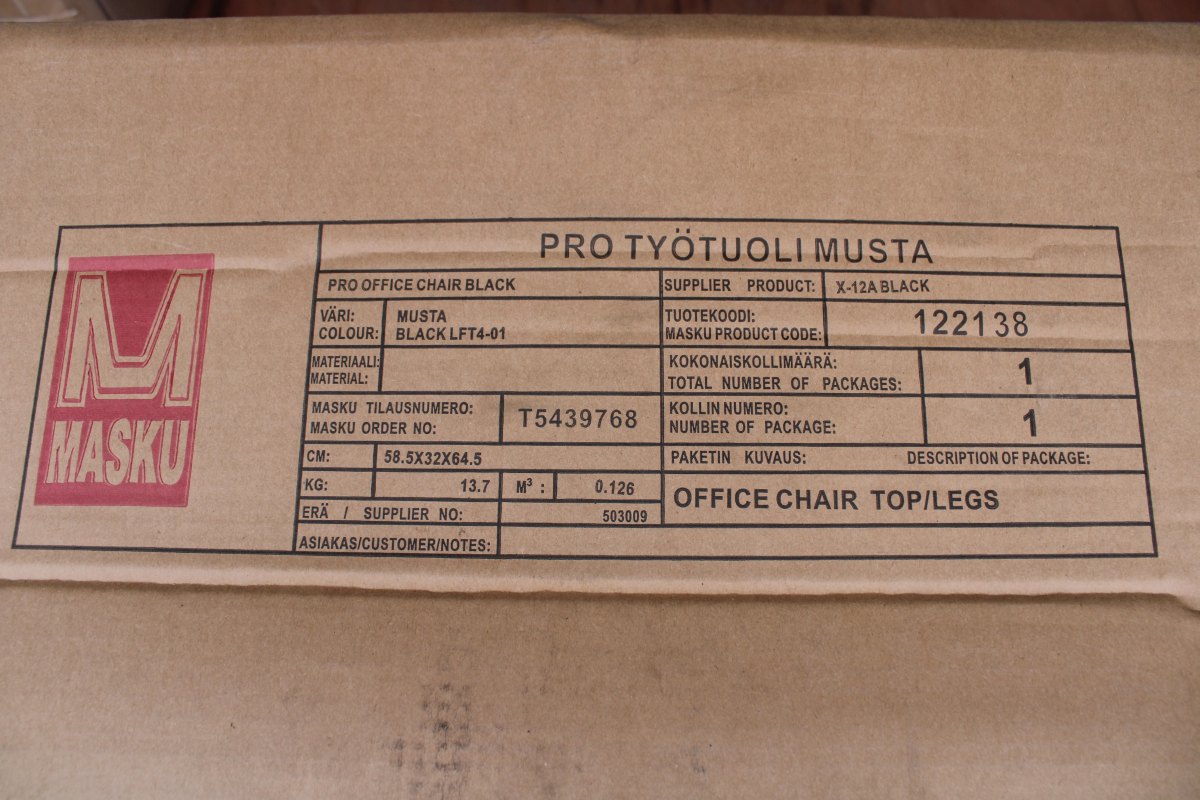 M
MASKU
PRO TYÖTUOLI MUSTA
PRO OFFICE CHAIR BLACK
SUPPLIER PRODUCT: X-12A BLACK
VÄRI: MUSTA
COLOUR: BLACK LFT4-01
TUOTEKOODI:
MASKU PRODUCT CODE: 122138
MATERIAALI:
MATERIAL:
KOKONAISKOLLIMÄÄRÄ:
TOTAL NUMBER OF PACKAGES: 1
MASKU TILAUSNUMERO:
MASKU ORDER NO: T5439768
KOLLIN NUMERO:
NUMBER OF PACKAGE: 1
CM: 58.5X32X64.5
PAKETIN KUVAUS: DESCRIPTION OF PACKAGE:
KG: 13.7 M³ : 0.126
OFFICE CHAIR TOP/LEGS
ERÄ / SUPPLIER NO: 503009
ASIAKAS/CUSTOMER/NOTES: